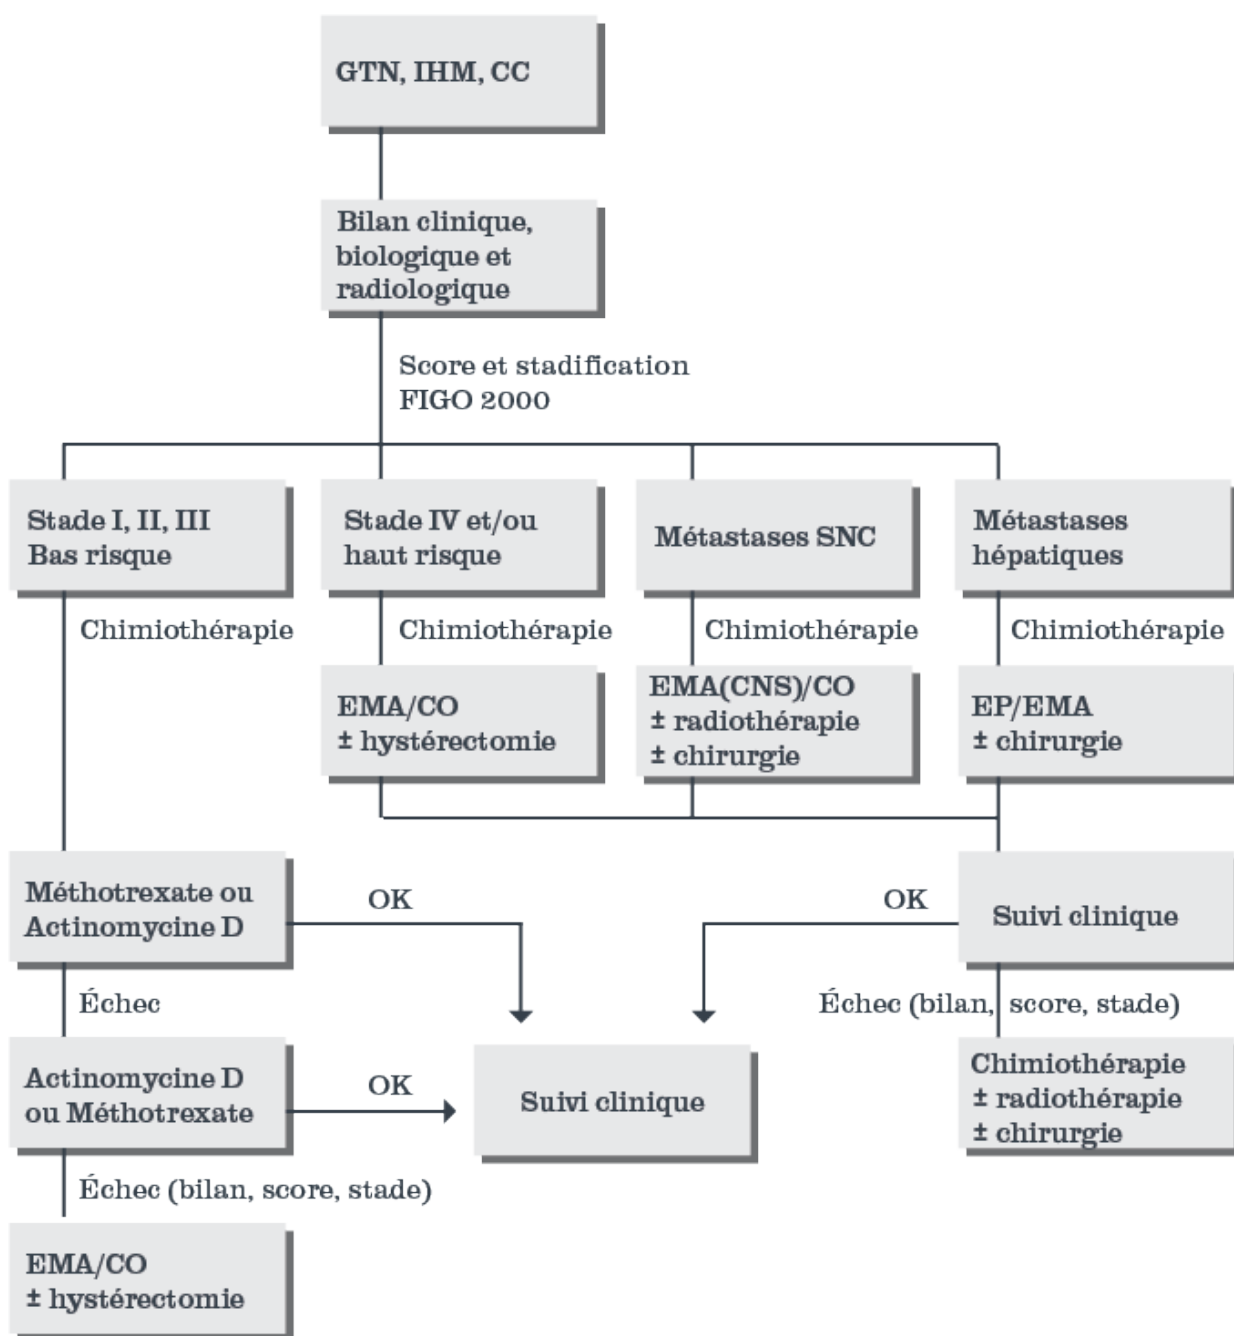 GTN, IHM, CC
Bilan clinique,
biologique et
radiologique
Score et stadification
FIGO 2000
Stade I, II, III
Bas risque
Stade IV et/ou
haut risque
Métastases SNC
Métastases
hépatiques
Chimiothérapie
Chimiothérapie
Chimiothérapie
Chimiothérapie
EMA/CO
± hystérectomie
EMA(CNS)/CO
± radiothérapie
± chirurgie
EP/EMA
± chirurgie
Méthotrexate ou
Actinomycine D
OK
OK
Suivi clinique
Échec
Échec (bilan, score, stade)
Actinomycine D
ou Méthotrexate
OK
Suivi clinique
Chimiothérapie
± radiothérapie
± chirurgie
Échec (bilan, score, stade)
EMA/CO
± hystérectomie